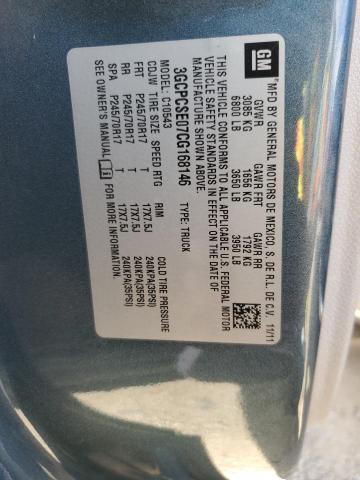 GM
MFD BY GENERAL MOTORS DE MEXICO, S. DE R.L. DE C.V. 11/11
GVWR GAWR FRT GAWR RR
3085 KG 1656 KG 1792 KG
6800 LB 3650 LB 3950 LB
THIS VEHICLE CONFORMS TO ALL APPLICABLE U.S. FEDERAL MOTOR
VEHICLE SAFETY STANDARDS IN EFFECT ON THE DATE OF
MANUFACTURE SHOWN ABOVE.
3GCPCSE07CG168146 TYPE: TRUCK
MODEL: C10543
CDJW TIRE SIZE SPEED RTG RIM COLD TIRE PRESSURE
FRT P245/70R17 T 17X7.5J 240KPA(35PSI)
RR P245/70R17 T 17X7.5J 240KPA(35PSI)
SPA P245/70R17 T 17X7.5J 240KPA(35PSI)
SEE OWNER'S MANUAL FOR MORE INFORMATION.